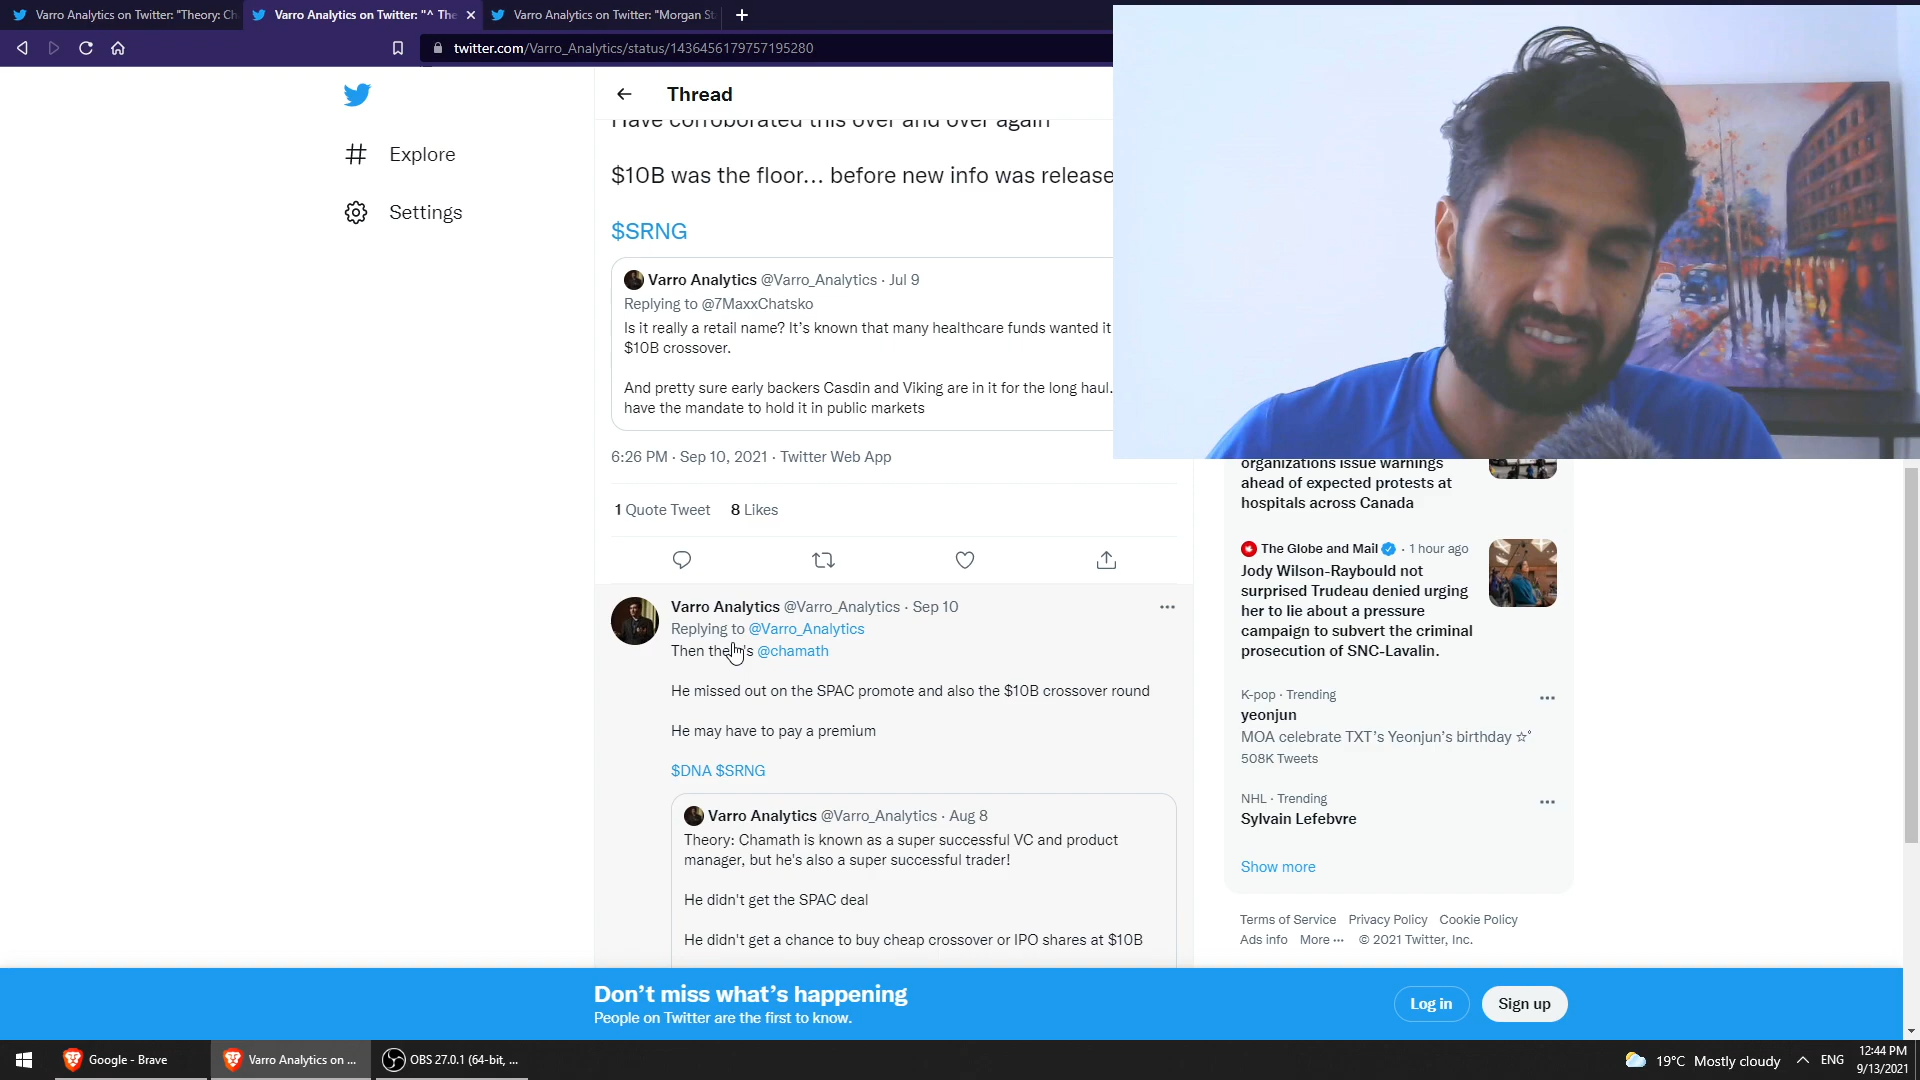 Varro Analytics on Twitter: "Theory: Ch
Varro Analytics on Twitter: "^ The
Varro Analytics on Twitter: "Morgan St
twitter.com/Varro_Analytics/status/1436456179757195280
Explore
Settings
Thread
Have corroborated this over and over again
$10B was the floor... before new info was release
$SRNG
Varro Analytics @Varro_Analytics · Jul 9
Replying to @7MaxxChatsko
Is it really a retail name? It's known that many healthcare funds wanted it
$10B crossover.
And pretty sure early backers Casdin and Viking are in it for the long haul.
have the mandate to hold it in public markets
6:26 PM · Sep 10, 2021 · Twitter Web App
1 Quote Tweet 8 Likes
Varro Analytics @Varro_Analytics · Sep 10
Replying to @Varro_Analytics
Then the 's @chamath
He missed out on the SPAC promote and also the $10B crossover round
He may have to pay a premium
$DNA $SRNG
Varro Analytics @Varro_Analytics · Aug 8
Theory: Chamath is known as a super successful VC and product
manager, but he's also a super successful trader!
He didn't get the SPAC deal
He didn't get a chance to buy cheap crossover or IPO shares at $10B
organizations issue warnings
ahead of expected protests at
hospitals across Canada
The Globe and Mail · 1 hour ago
Jody Wilson-Raybould not
surprised Trudeau denied urging
her to lie about a pressure
campaign to subvert the criminal
prosecution of SNC-Lavalin.
K-pop · Trending
yeonjun
MOA celebrate TXT's Yeonjun's birthday ☆˚
508K Tweets
NHL · Trending
Sylvain Lefebvre
Show more
Terms of Service Privacy Policy Cookie Policy
Ads info More ··· © 2021 Twitter, Inc.
Don't miss what's happening
People on Twitter are the first to know.
Log in
Sign up
Google - Brave
Varro Analytics on ...
OBS 27.0.1 (64-bit, ...
19°C Mostly cloudy
ENG
12:44 PM
9/13/2021